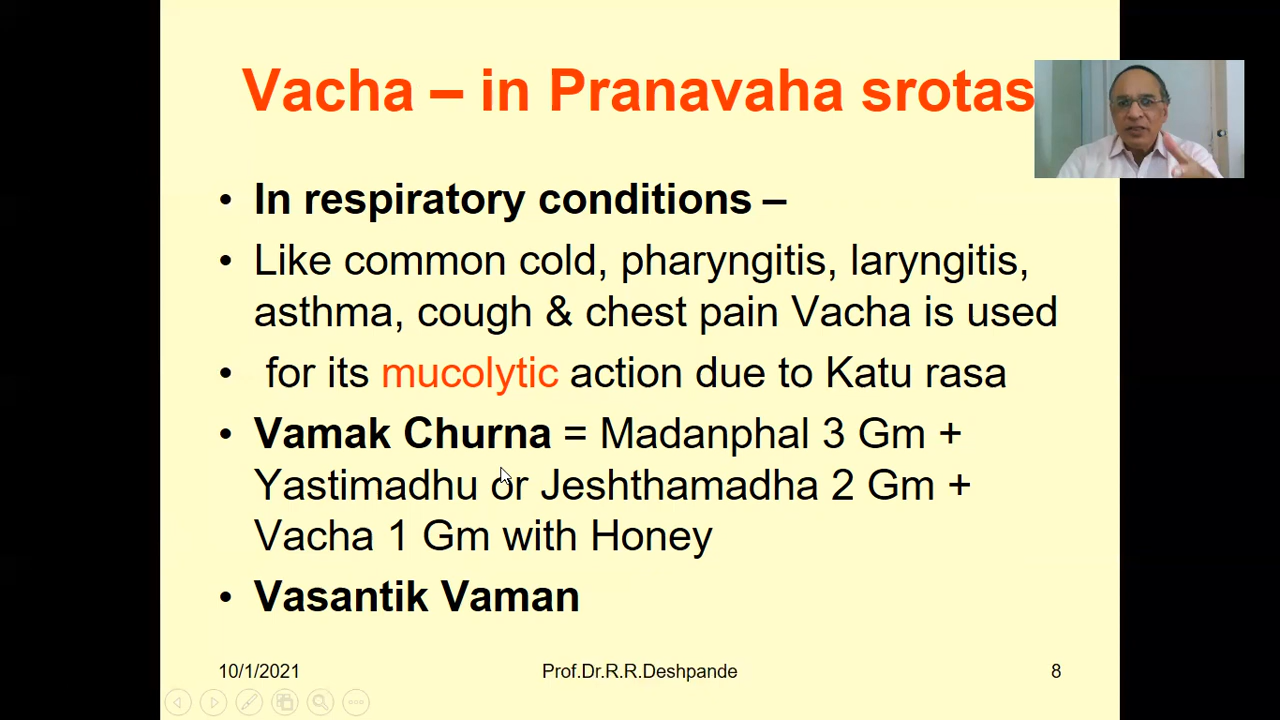 Vacha – in Pranavaha srotas
• In respiratory conditions –
• Like common cold, pharyngitis, laryngitis,
asthma, cough & chest pain Vacha is used
• for its mucolytic action due to Katu rasa
• Vamak Churna = Madanphal 3 Gm +
Yastimadhu or Jeshthamadha 2 Gm +
Vacha 1 Gm with Honey
• Vasantik Vaman
10/1/2021 Prof.Dr.R.R.Deshpande 8